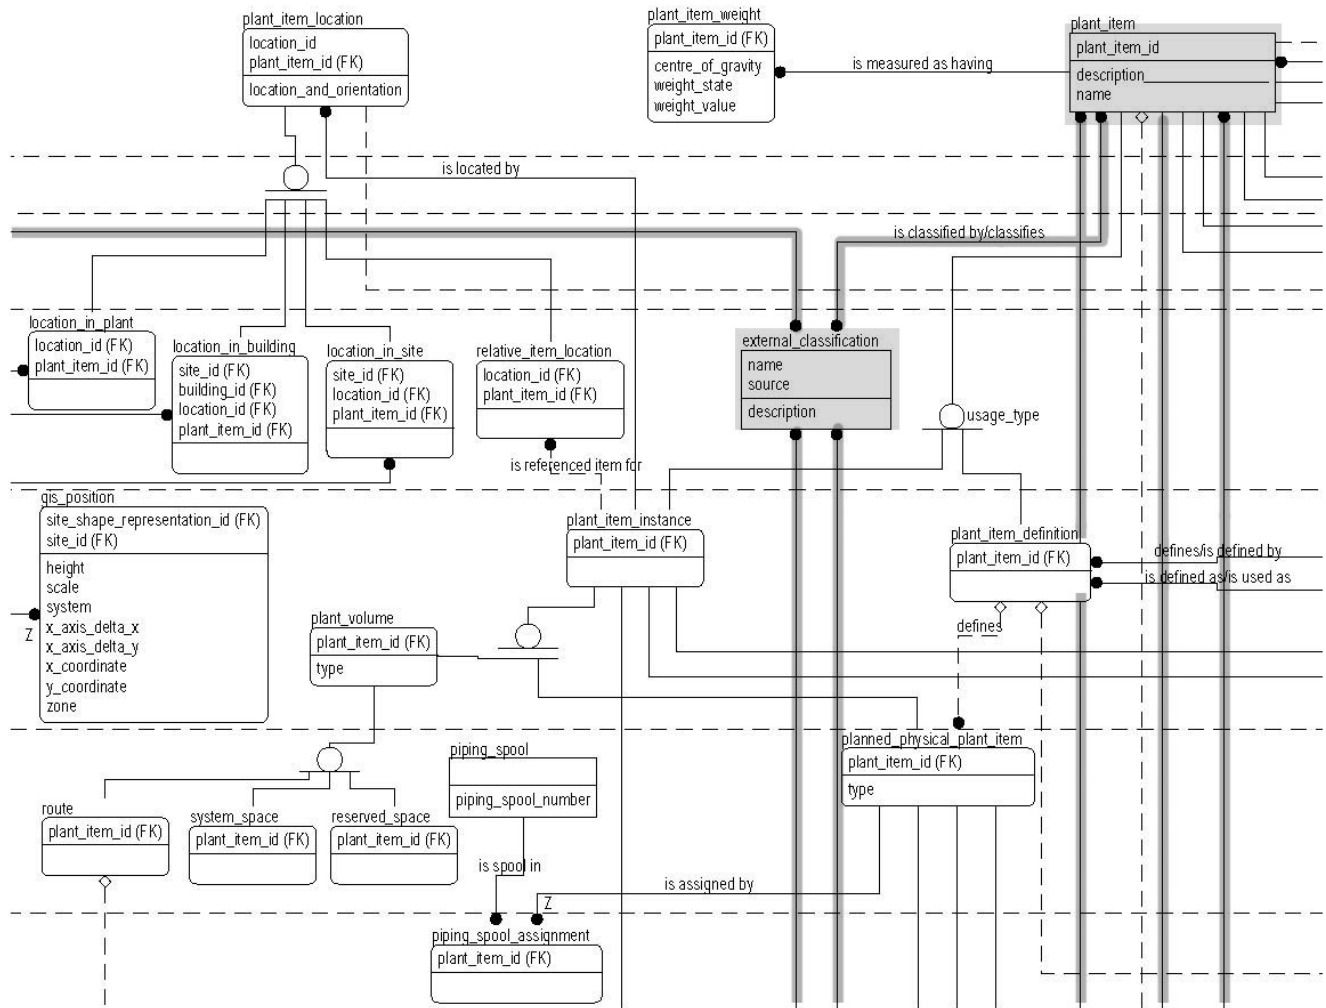 plant_item_location
location_id
plant_item_id (FK)
location_and_orientation
plant_item_weight
plant_item_id (FK)
centre_of_gravity
weight_state
weight_value
is measured as having
plant_item
plant_item_id
description
name
is located by
is classified by/classifies
location_in_plant
location_id (FK)
plant_item_id (FK)
location_in_building
site_id (FK)
building_id (FK)
location_id (FK)
plant_item_id (FK)
location_in_site
site_id (FK)
location_id (FK)
plant_item_id (FK)
relative_item_location
location_id (FK)
plant_item_id (FK)
external_classification
name
source
description
usage_type
is referenced item for
gis_position
site_shape_representation_id (FK)
site_id (FK)
height
scale
system
x_axis_delta_x
x_axis_delta_y
x_coordinate
y_coordinate
zone
Z
plant_item_instance
plant_item_id (FK)
plant_item_definition
plant_item_id (FK)
defines/is defined by
is defined as/is used as
defines
plant_volume
plant_item_id (FK)
type
planned_physical_plant_item
plant_item_id (FK)
type
piping_spool
piping_spool_number
route
plant_item_id (FK)
system_space
plant_item_id (FK)
reserved_space
plant_item_id (FK)
is spool in
is assigned by
Z
piping_spool_assignment
plant_item_id (FK)